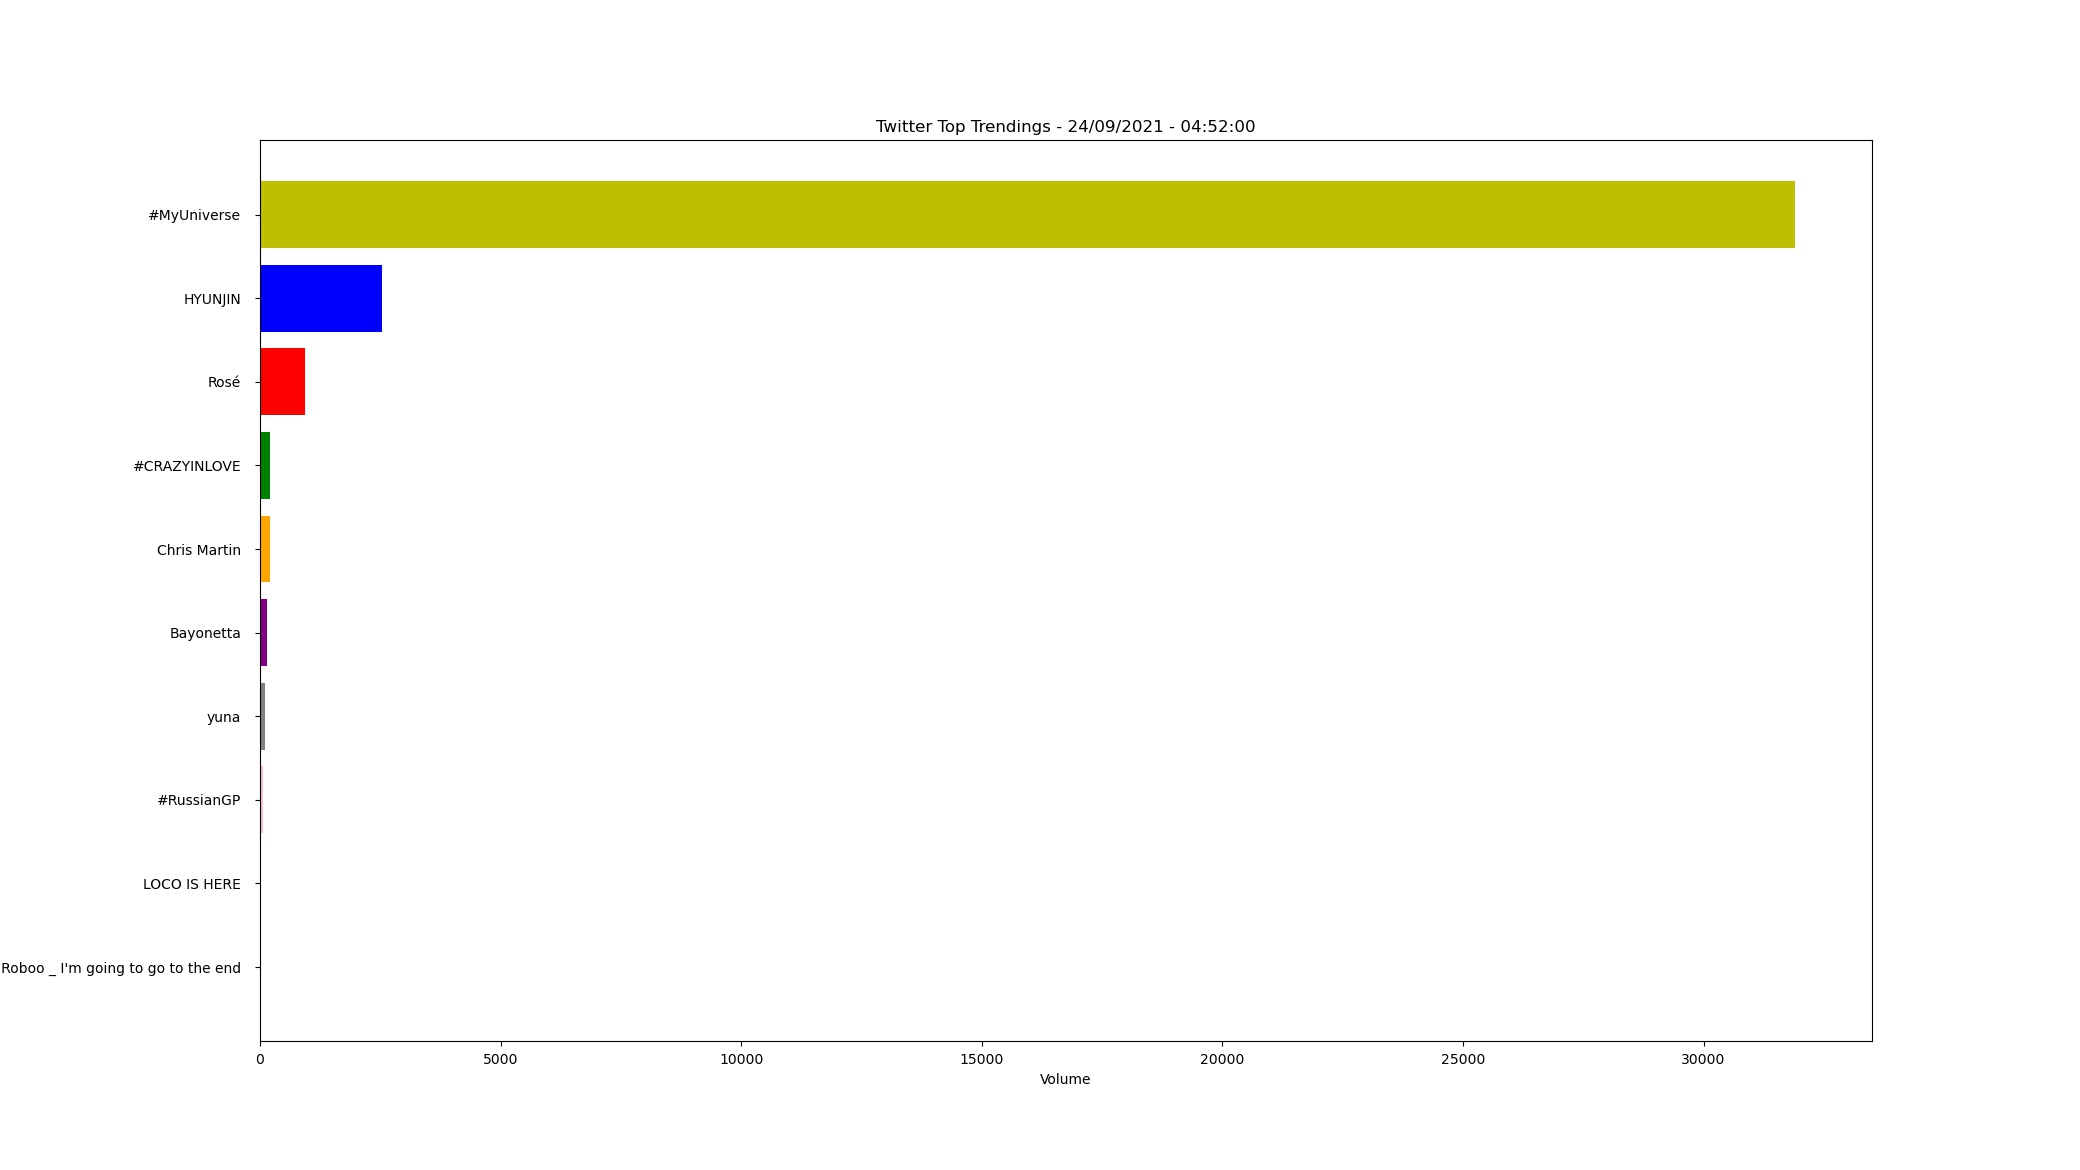 Twitter Top Trendings - 24/09/2021 - 04:52:00
#MyUniverse
HYUNJIN
Rosé
#CRAZYINLOVE
Chris Martin
Bayonetta
yuna
#RussianGP
LOCO IS HERE
Roboo _ I'm going to go to the end
0 5000 10000 15000 20000 25000 30000
Volume